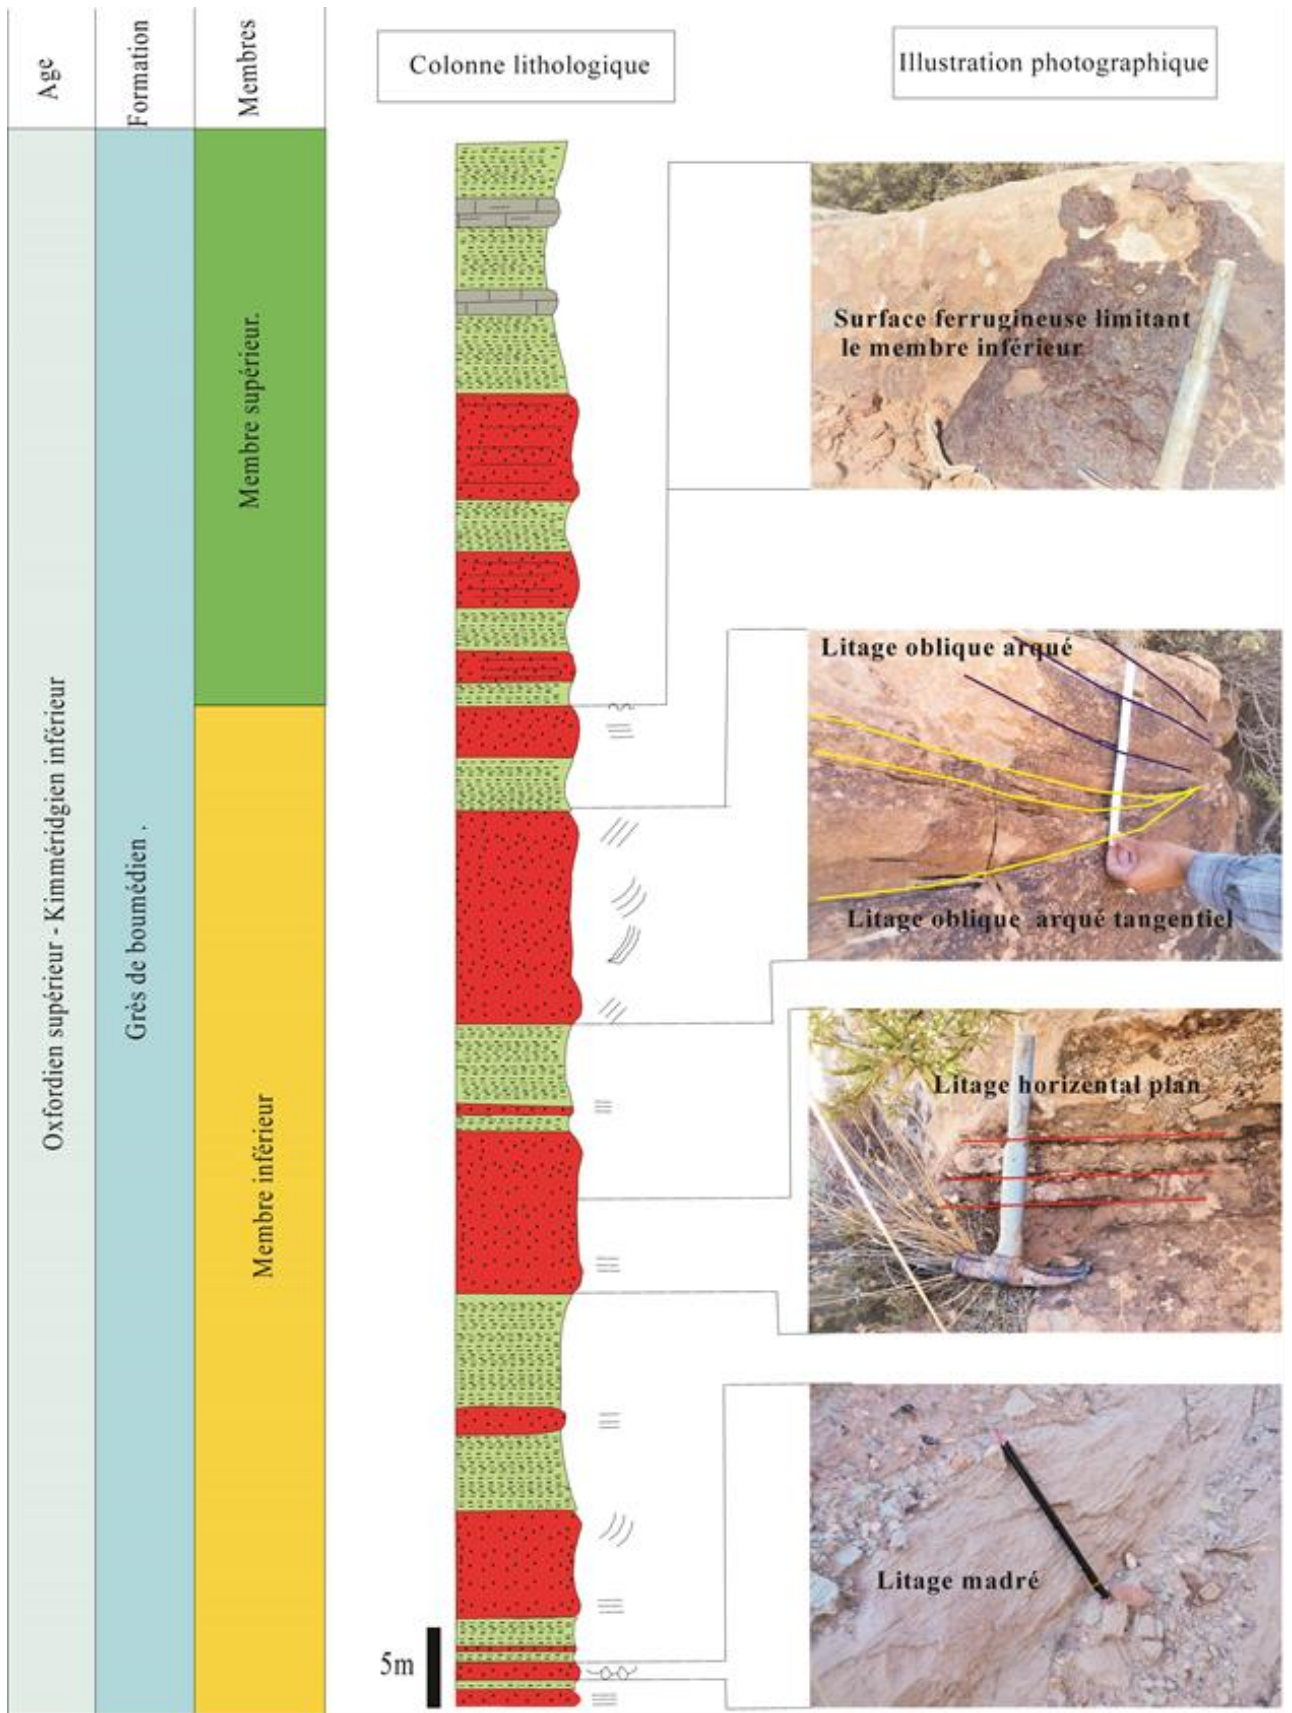 Age
Formation
Membres
Colonne lithologique
Illustration photographique
Oxfordien supérieur - Kimméridgien inférieur
Grès de boumédien .
Membre supérieur.
Membre inférieur
Surface ferrugineuse limitant
le membre inférieur
Litage oblique arqué
Litage oblique arqué tangentiel
Litage horizental plan
Litage madré
5m